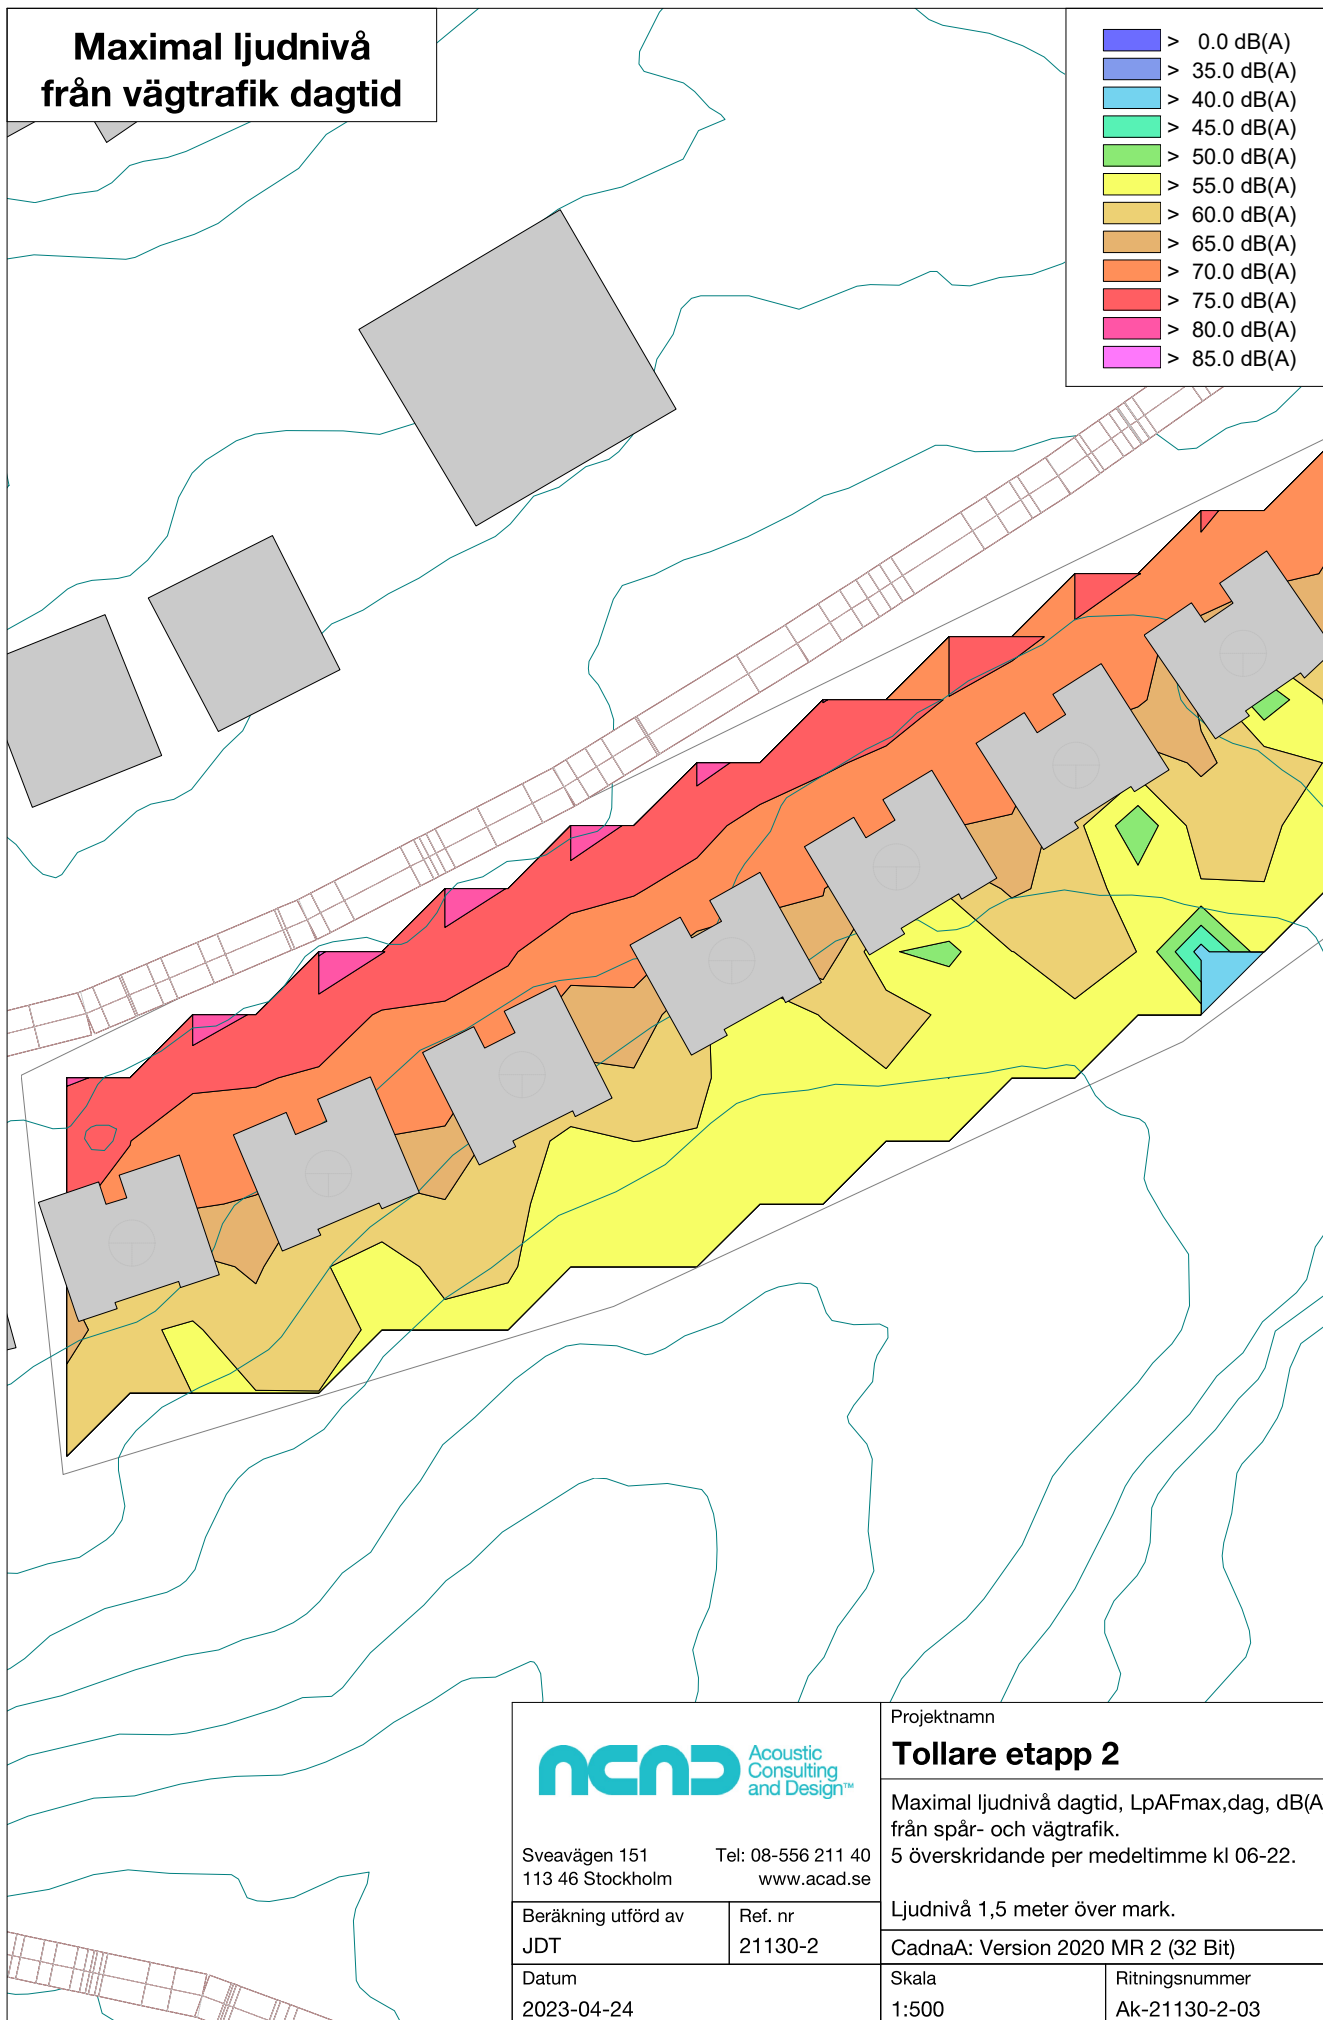 Maximal ljudnivå
från vägtrafik dagtid
> 0.0 dB(A)
> 35.0 dB(A)
> 40.0 dB(A)
> 45.0 dB(A)
> 50.0 dB(A)
> 55.0 dB(A)
> 60.0 dB(A)
> 65.0 dB(A)
> 70.0 dB(A)
> 75.0 dB(A)
> 80.0 dB(A)
> 85.0 dB(A)
ACAD
Acoustic
Consulting
and Design™
Sveavägen 151
113 46 Stockholm
Tel: 08-556 211 40
www.acad.se
Beräkning utförd av
JDT
Ref. nr
21130-2
Datum
2023-04-24
Projektnamn
Tollare etapp 2
Maximal ljudnivå dagtid, LpAFmax,dag, dB(A
från spår- och vägtrafik.
5 överskridande per medeltimme kl 06-22.
Ljudnivå 1,5 meter över mark.
CadnaA: Version 2020 MR 2 (32 Bit)
Skala
1:500
Ritningsnummer
Ak-21130-2-03